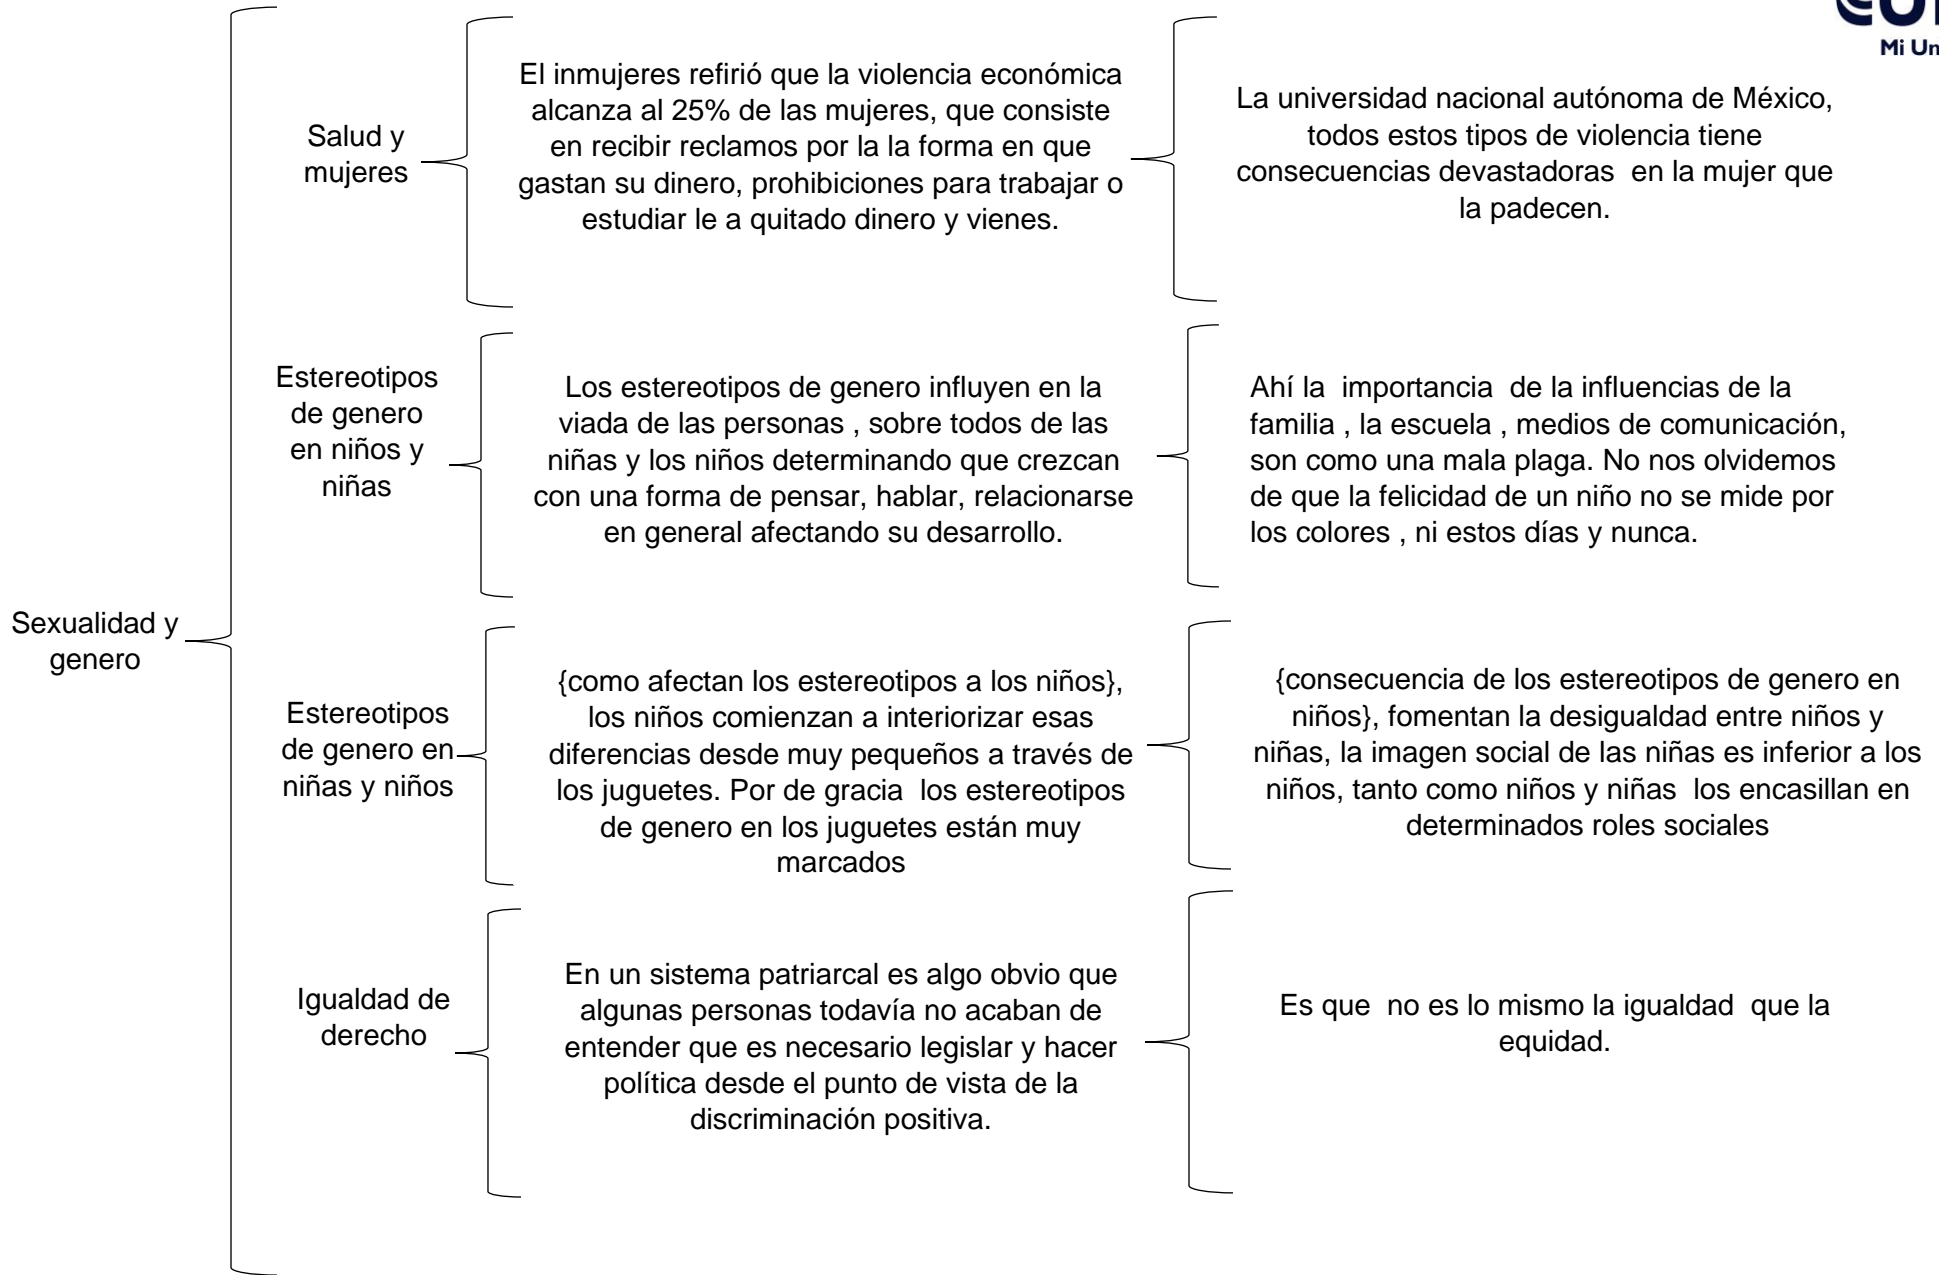 Mi Un
Sexualidad y
genero
Salud y
mujeres
El inmujeres refirió que la violencia económica
alcanza al 25% de las mujeres, que consiste
en recibir reclamos por la la forma en que
gastan su dinero, prohibiciones para trabajar o
estudiar le a quitado dinero y vienes.
La universidad nacional autónoma de México,
todos estos tipos de violencia tiene
consecuencias devastadoras  en la mujer que
la padecen.
Estereotipos
de genero
en niños y
niñas
Los estereotipos de genero influyen en la
viada de las personas , sobre todos de las
niñas y los niños determinando que crezcan
con una forma de pensar, hablar, relacionarse
en general afectando su desarrollo.
Ahí la  importancia  de la influencias de la
familia , la escuela , medios de comunicación,
son como una mala plaga. No nos olvidemos
de que la felicidad de un niño no se mide por
los colores , ni estos días y nunca.
Estereotipos
de genero en
niñas y niños
{como afectan los estereotipos a los niños},
los niños comienzan a interiorizar esas
diferencias desde muy pequeños a través de
los juguetes. Por de gracia  los estereotipos
de genero en los juguetes están muy
marcados
{consecuencia de los estereotipos de genero en
niños}, fomentan la desigualdad entre niños y
niñas, la imagen social de las niñas es inferior a los
niños, tanto como niños y niñas  los encasillan en
determinados roles sociales
Igualdad de
derecho
En un sistema patriarcal es algo obvio que
algunas personas todavía no acaban de
entender que es necesario legislar y hacer
política desde el punto de vista de la
discriminación positiva.
Es que  no es lo mismo la igualdad  que la
equidad.